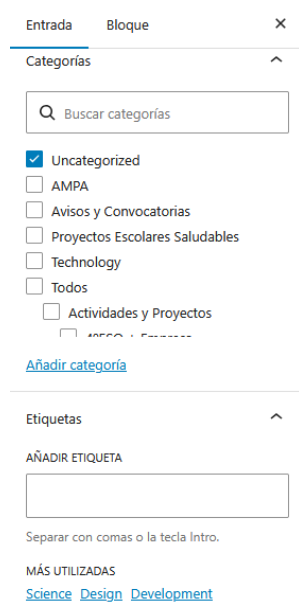 Entrada Bloque
Categorías
Buscar categorías
Uncategorized
AMPA
Avisos y Convocatorias
Proyectos Escolares Saludables
Technology
Todos
Actividades y Proyectos
Añadir categoría
Etiquetas
AÑADIR ETIQUETA
Separar con comas o la tecla Intro.
MÁS UTILIZADAS
Science Design Development